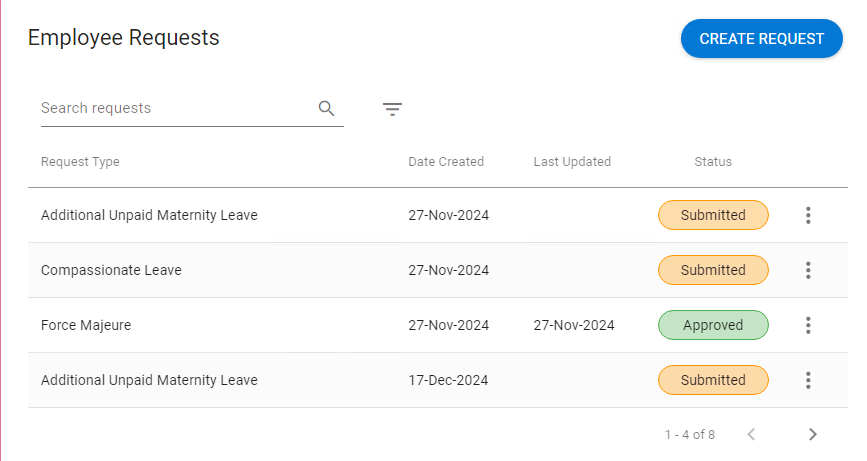 Employee Requests
CREATE REQUEST
Search requests
Request Type Date Created Last Updated Status
Additional Unpaid Maternity Leave 27-Nov-2024 Submitted
Compassionate Leave 27-Nov-2024 Submitted
Force Majeure 27-Nov-2024 27-Nov-2024 Approved
Additional Unpaid Maternity Leave 17-Dec-2024 Submitted
1 - 4 of 8